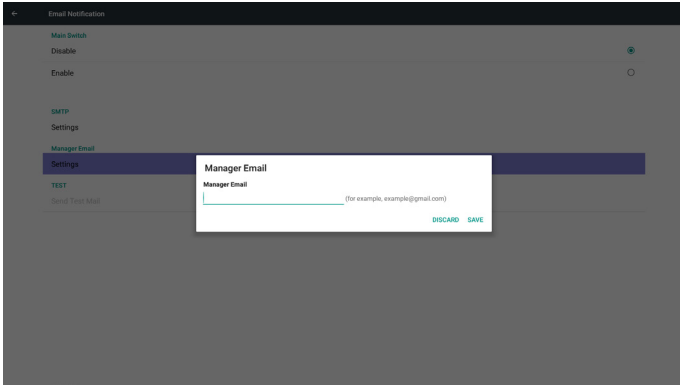 Email Notification
Main Switch
Disable
Enable
SMTP
Settings
Manager Email
Settings
TEST
Send Test Mail
Manager Email
Manager Email
(for example, example@gmail.com)
DISCARD SAVE